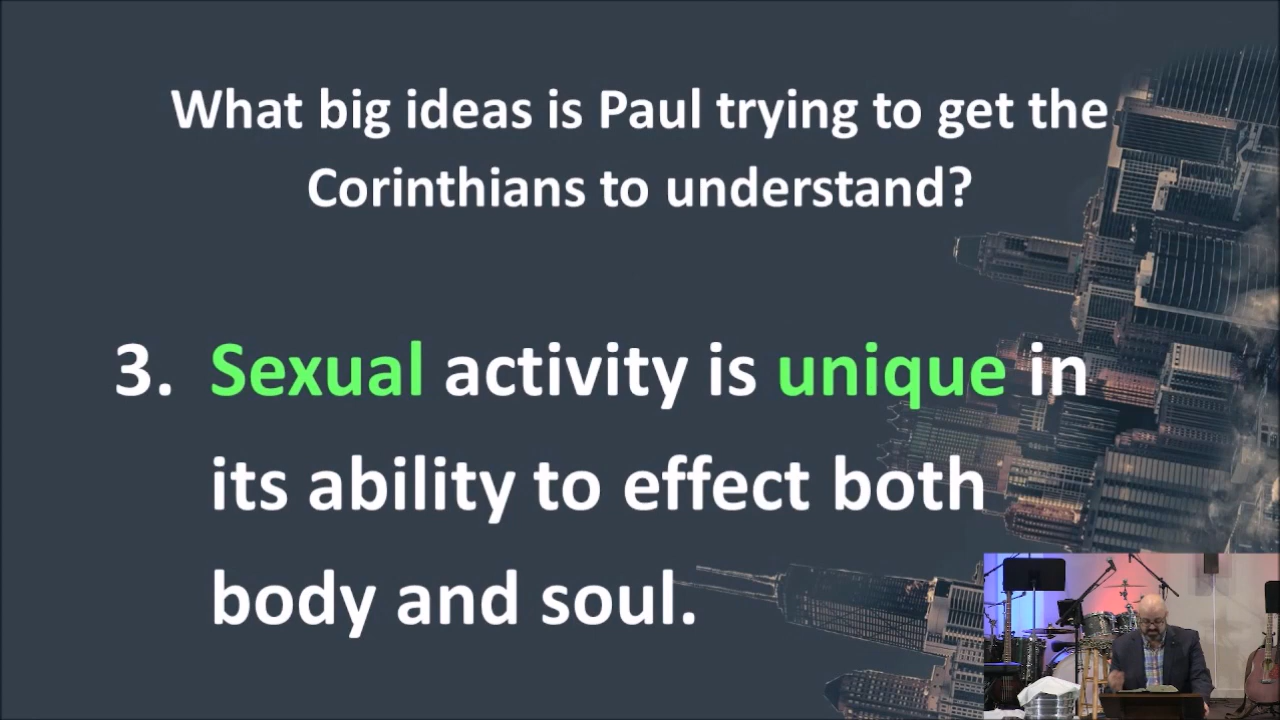 What big ideas is Paul trying to get the
Corinthians to understand?
3. Sexual activity is unique in
its ability to effect both
body and soul.